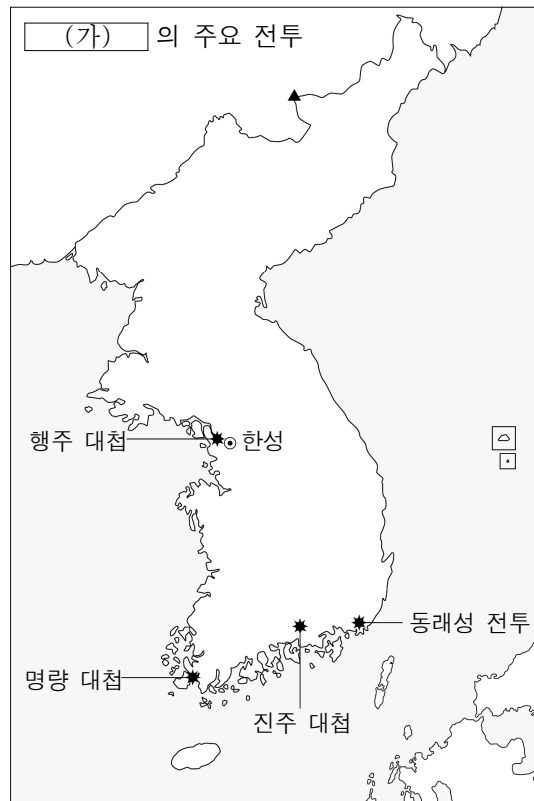 (가) 의 주요 전투
행주 대첩
한성
동래성 전투
명량 대첩
진주 대첩